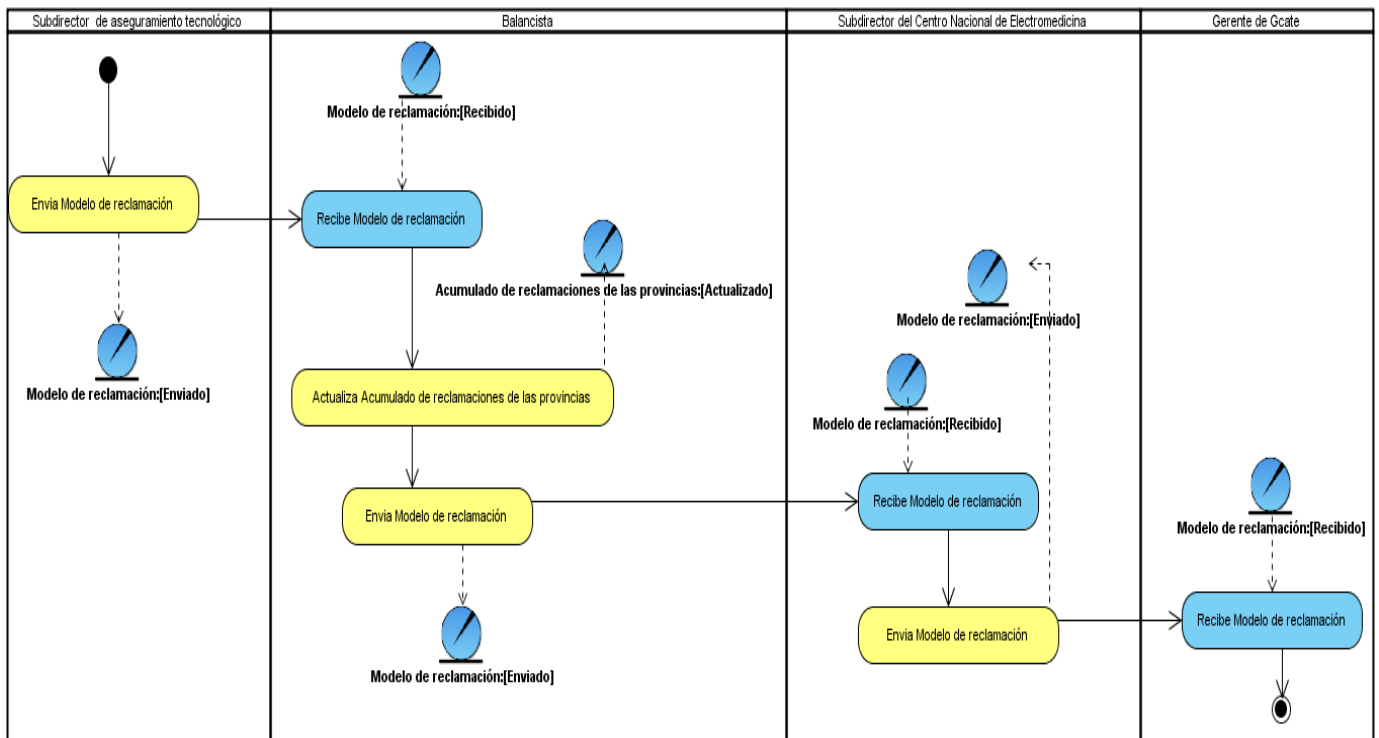 Subdirector de aseguramiento tecnológico
Balancista
Subdirector del Centro Nacional de Electromedicina
Gerente de Gcate
Modelo de reclamación:[Recibido]
Envia Modelo de reclamación
Recibe Modelo de reclamación
Acumulado de reclamaciones de las provincias:[Actualizado]
Modelo de reclamación:[Enviado]
Modelo de reclamación:[Enviado]
Actualiza Acumulado de reclamaciones de las provincias
Modelo de reclamación:[Recibido]
Envia Modelo de reclamación
Recibe Modelo de reclamación
Modelo de reclamación:[Recibido]
Modelo de reclamación:[Enviado]
Envia Modelo de reclamación
Recibe Modelo de reclamación